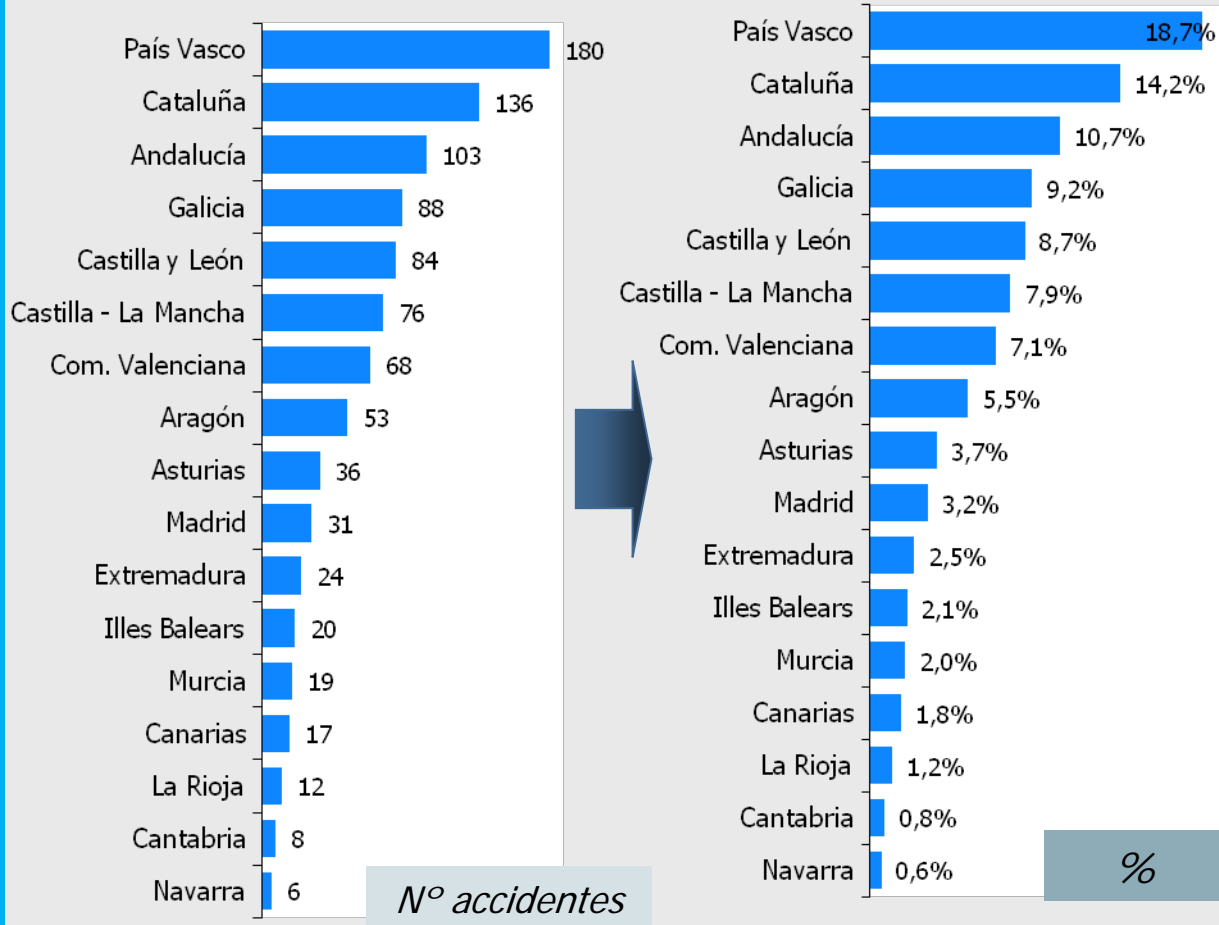 País Vasco 180
Cataluña 136
Andalucía 103
Galicia 88
Castilla y León 84
Castilla - La Mancha 76
Com. Valenciana 68
Aragón 53
Asturias 36
Madrid 31
Extremadura 24
Illes Balears 20
Murcia 19
Canarias 17
La Rioja 12
Cantabria 8
Navarra 6
Nº accidentes
País Vasco 18,7%
Cataluña 14,2%
Andalucía 10,7%
Galicia 9,2%
Castilla y León 8,7%
Castilla - La Mancha 7,9%
Com. Valenciana 7,1%
Aragón 5,5%
Asturias 3,7%
Madrid 3,2%
Extremadura 2,5%
Illes Balears 2,1%
Murcia 2,0%
Canarias 1,8%
La Rioja 1,2%
Cantabria 0,8%
Navarra 0,6%
%